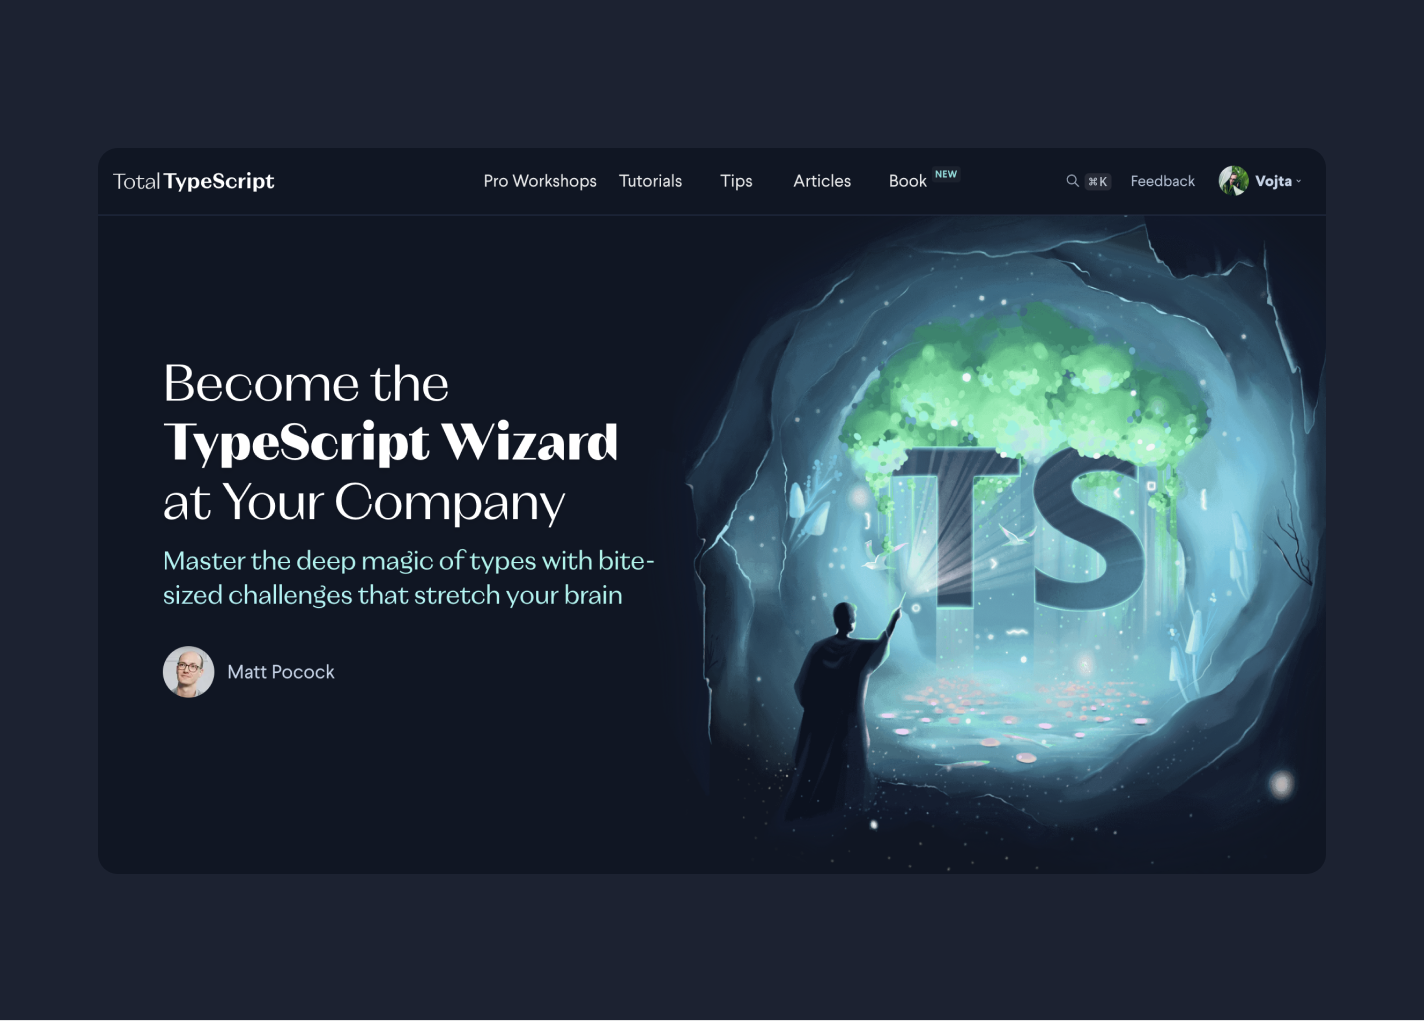 Total TypeScript
Pro Workshops Tutorials Tips Articles Book NEW
⌘K Feedback Vojta
Become the
TypeScript Wizard
at Your Company
Master the deep magic of types with bite-
sized challenges that stretch your brain
Matt Pocock
TS